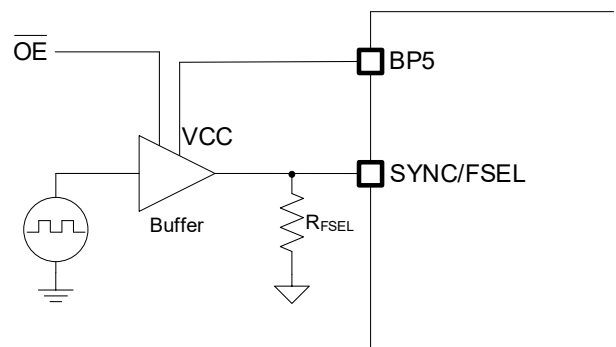 OE
BP5
VCC
SYNC/FSEL
Buffer
RFSEL